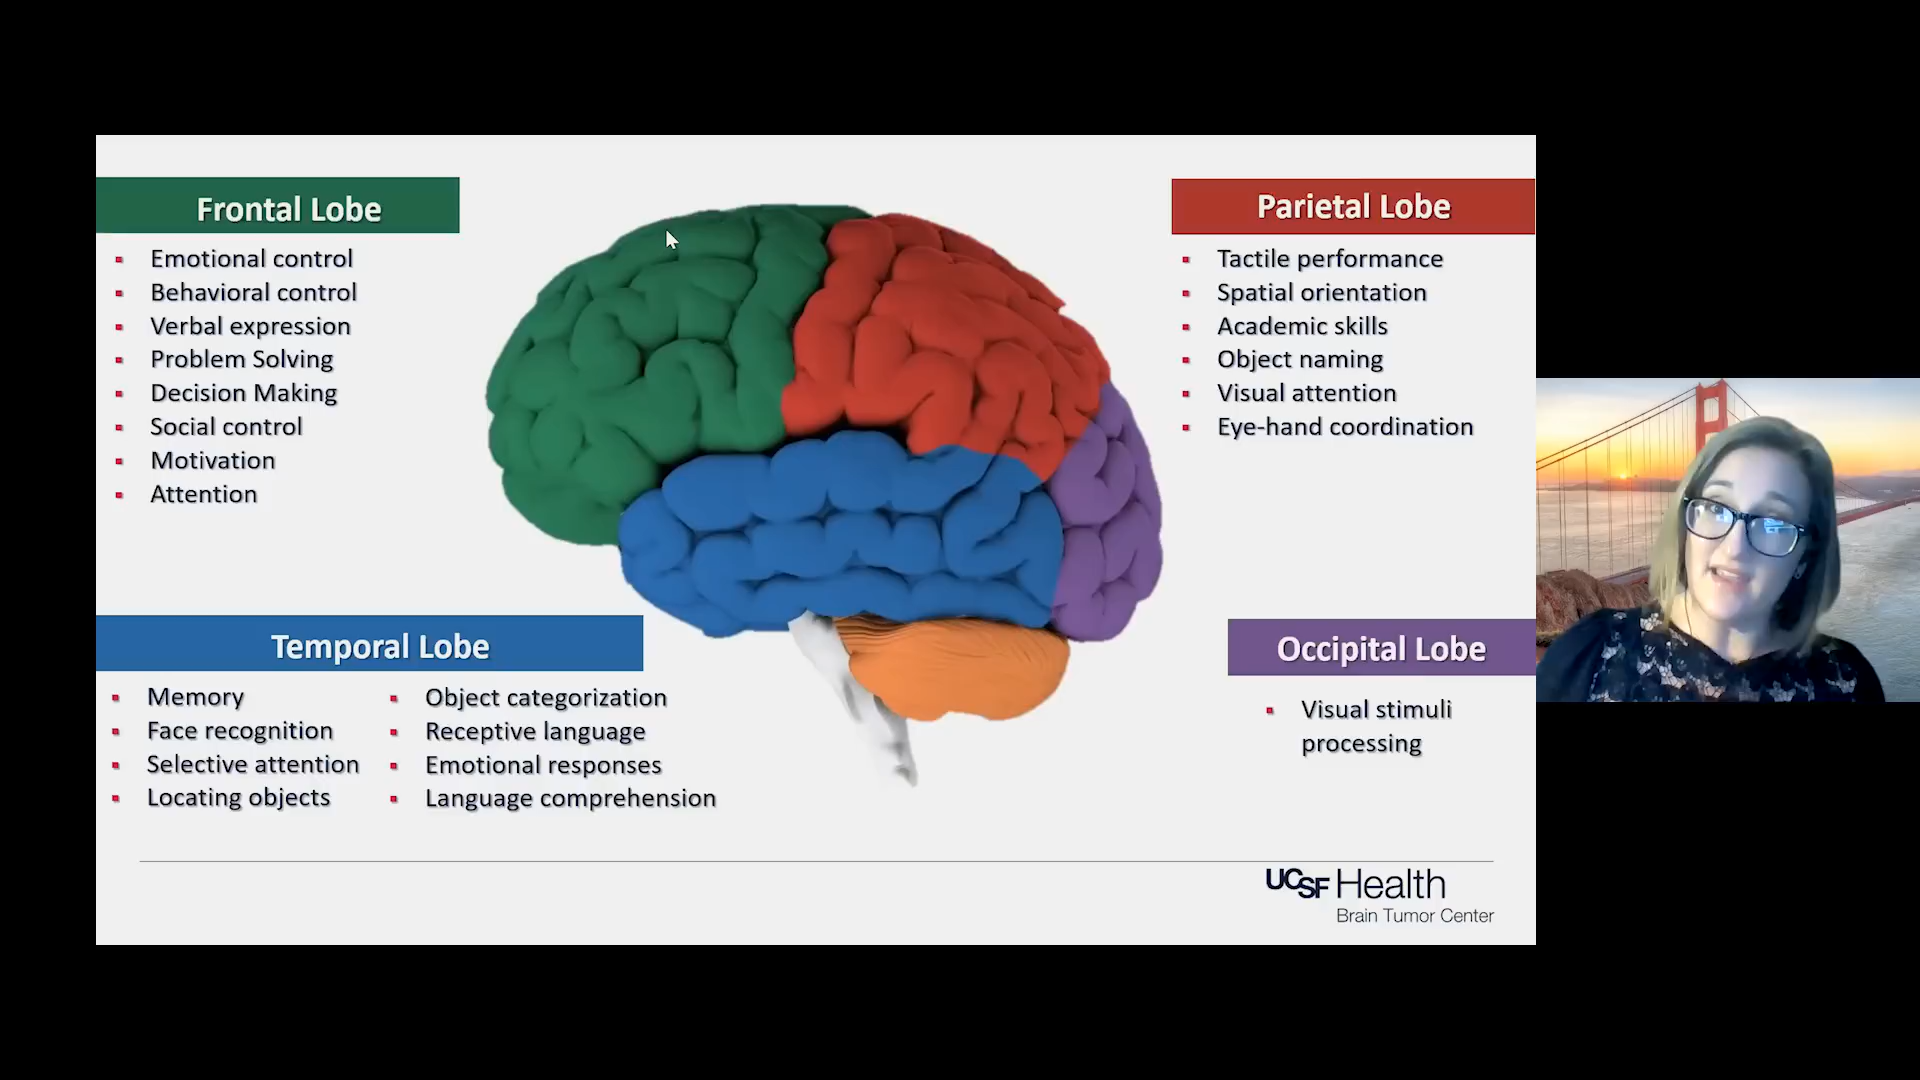 Frontal Lobe
Emotional control
Behavioral control
Verbal expression
Problem Solving
Decision Making
Social control
Motivation
Attention
Parietal Lobe
Tactile performance
Spatial orientation
Academic skills
Object naming
Visual attention
Eye-hand coordination
Temporal Lobe
Memory
Face recognition
Selective attention
Locating objects
Object categorization
Receptive language
Emotional responses
Language comprehension
Occipital Lobe
Visual stimuli
processing
UCSF Health
Brain Tumor Center